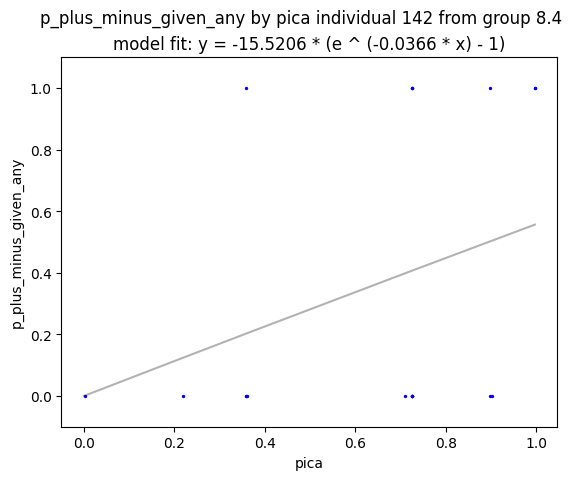 p_plus_minus_given_any by pica individual 142 from group 8.4
model fit: y = -15.5206 * (e ^ (-0.0366 * x) - 1)
1.0
0.8
0.6
0.4
0.2
0.0
p_plus_minus_given_any
0.0 0.2 0.4 0.6 0.8 1.0
pica